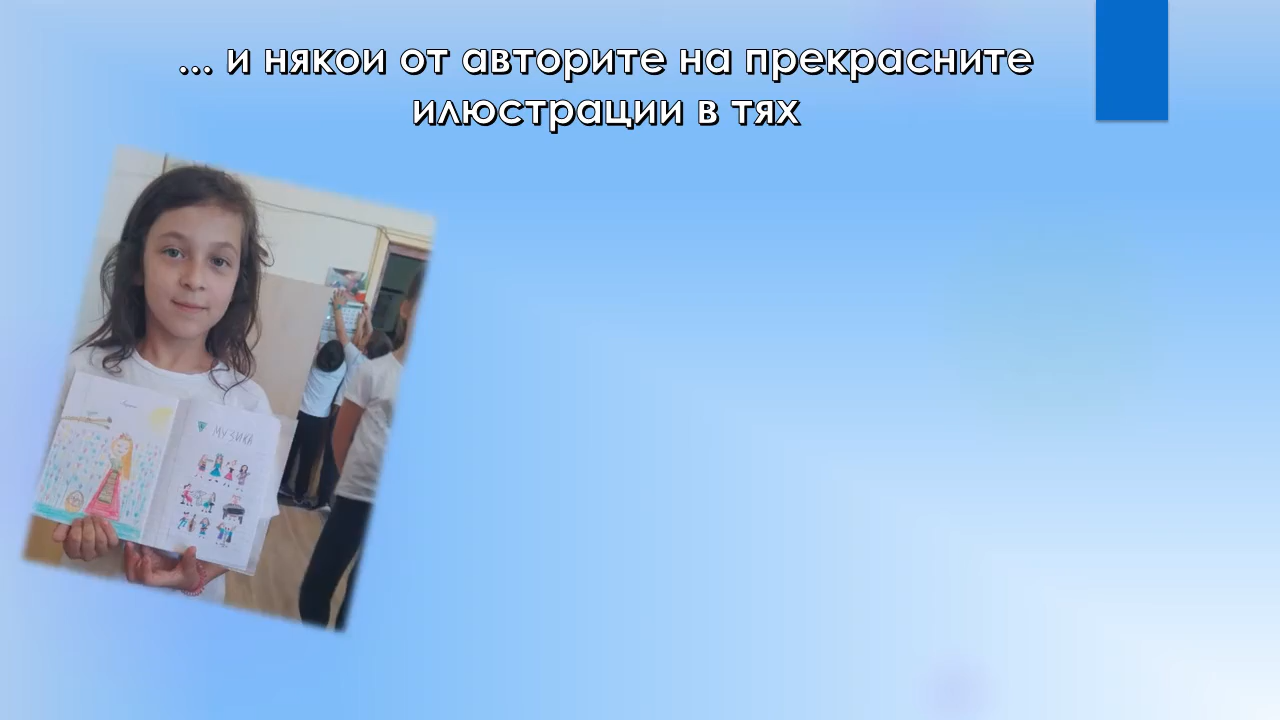 ... и някои от авторите на прекрасните
илюстрации в тях
МУЗИКА